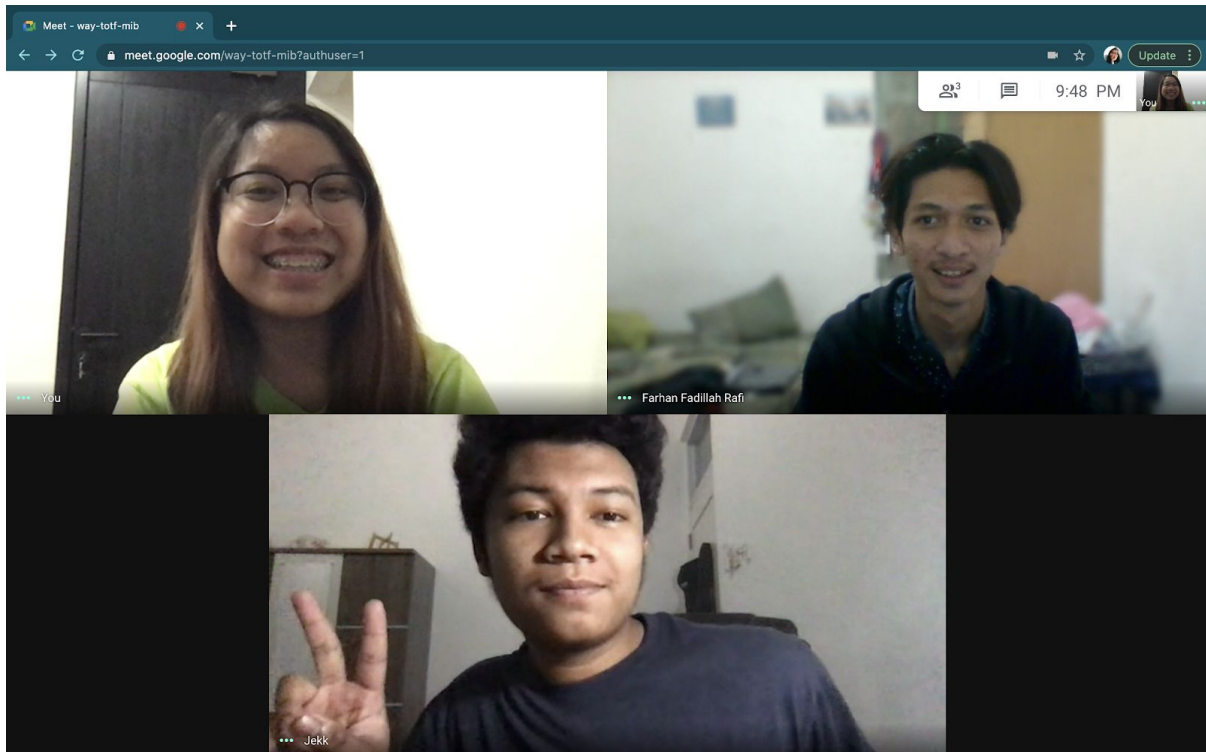 Meet - way-totf-mib
meet.google.com/way-totf-mib?authuser=1
Update
3
9:48 PM
You
You
Farhan Fadillah Rafi
Jekk